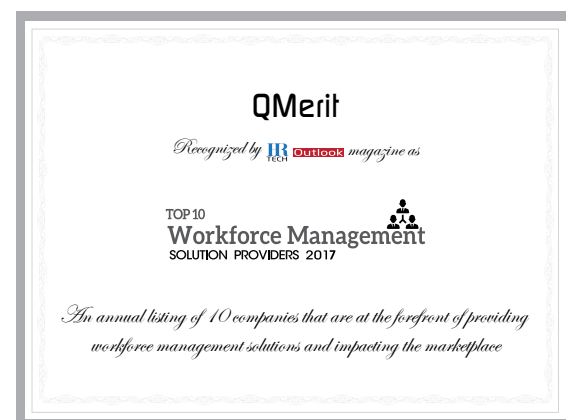 QMerit
Recognized by HR TECH Outlook magazine as
TOP 10
Workforce Management
SOLUTION PROVIDERS 2017
An annual listing of 10 companies that are at the forefront of providing
workforce management solutions and impacting the marketplace